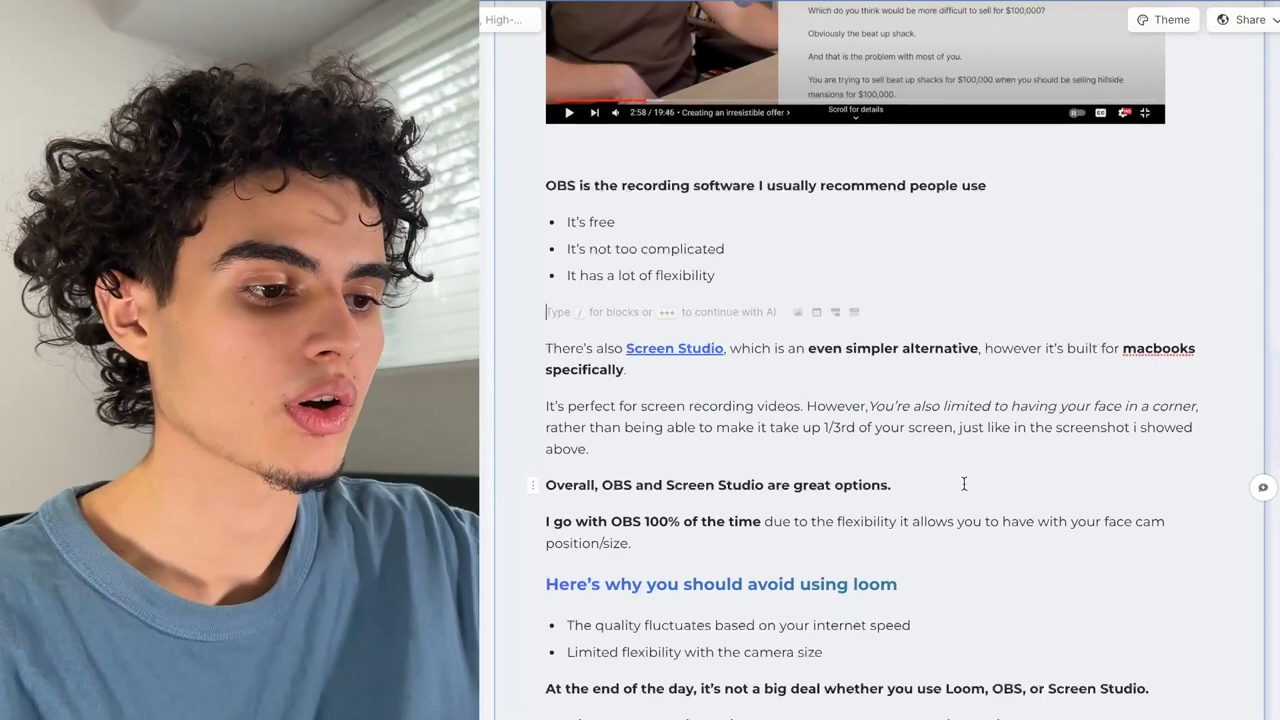 , High-...
Theme
Share
Which do you think would be more difficult to sell for $100,000?
Obviously the beat up shack.
And that is the problem with most of you.
You are trying to sell beat up shacks for $100,000 when you should be selling hillside
mansions for $100,000.
2:58 / 19:46 • Creating an irresistible offer ›
Scroll for details
OBS is the recording software I usually recommend people use
• It’s free
• It’s not too complicated
• It has a lot of flexibility
Type / for blocks or +++ to continue with AI
There’s also Screen Studio, which is an even simpler alternative, however it’s built for macbooks
specifically.
It’s perfect for screen recording videos. However,You’re also limited to having your face in a corner,
rather than being able to make it take up 1/3rd of your screen, just like in the screenshot i showed
above.
Overall, OBS and Screen Studio are great options.
I go with OBS 100% of the time due to the flexibility it allows you to have with your face cam
position/size.
Here’s why you should avoid using loom
• The quality fluctuates based on your internet speed
• Limited flexibility with the camera size
At the end of the day, it’s not a big deal whether you use Loom, OBS, or Screen Studio.